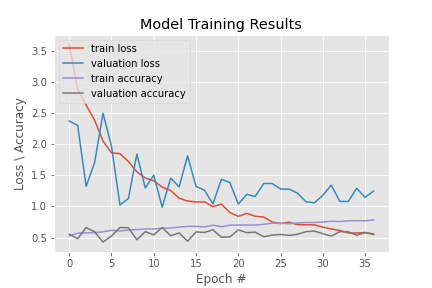 Model Training Results
train loss
valuation loss
train accuracy
valuation accuracy
Loss \ Accuracy
3.5
3.0
2.5
2.0
1.5
1.0
0.5
0 5 10 15 20 25 30 35
Epoch #